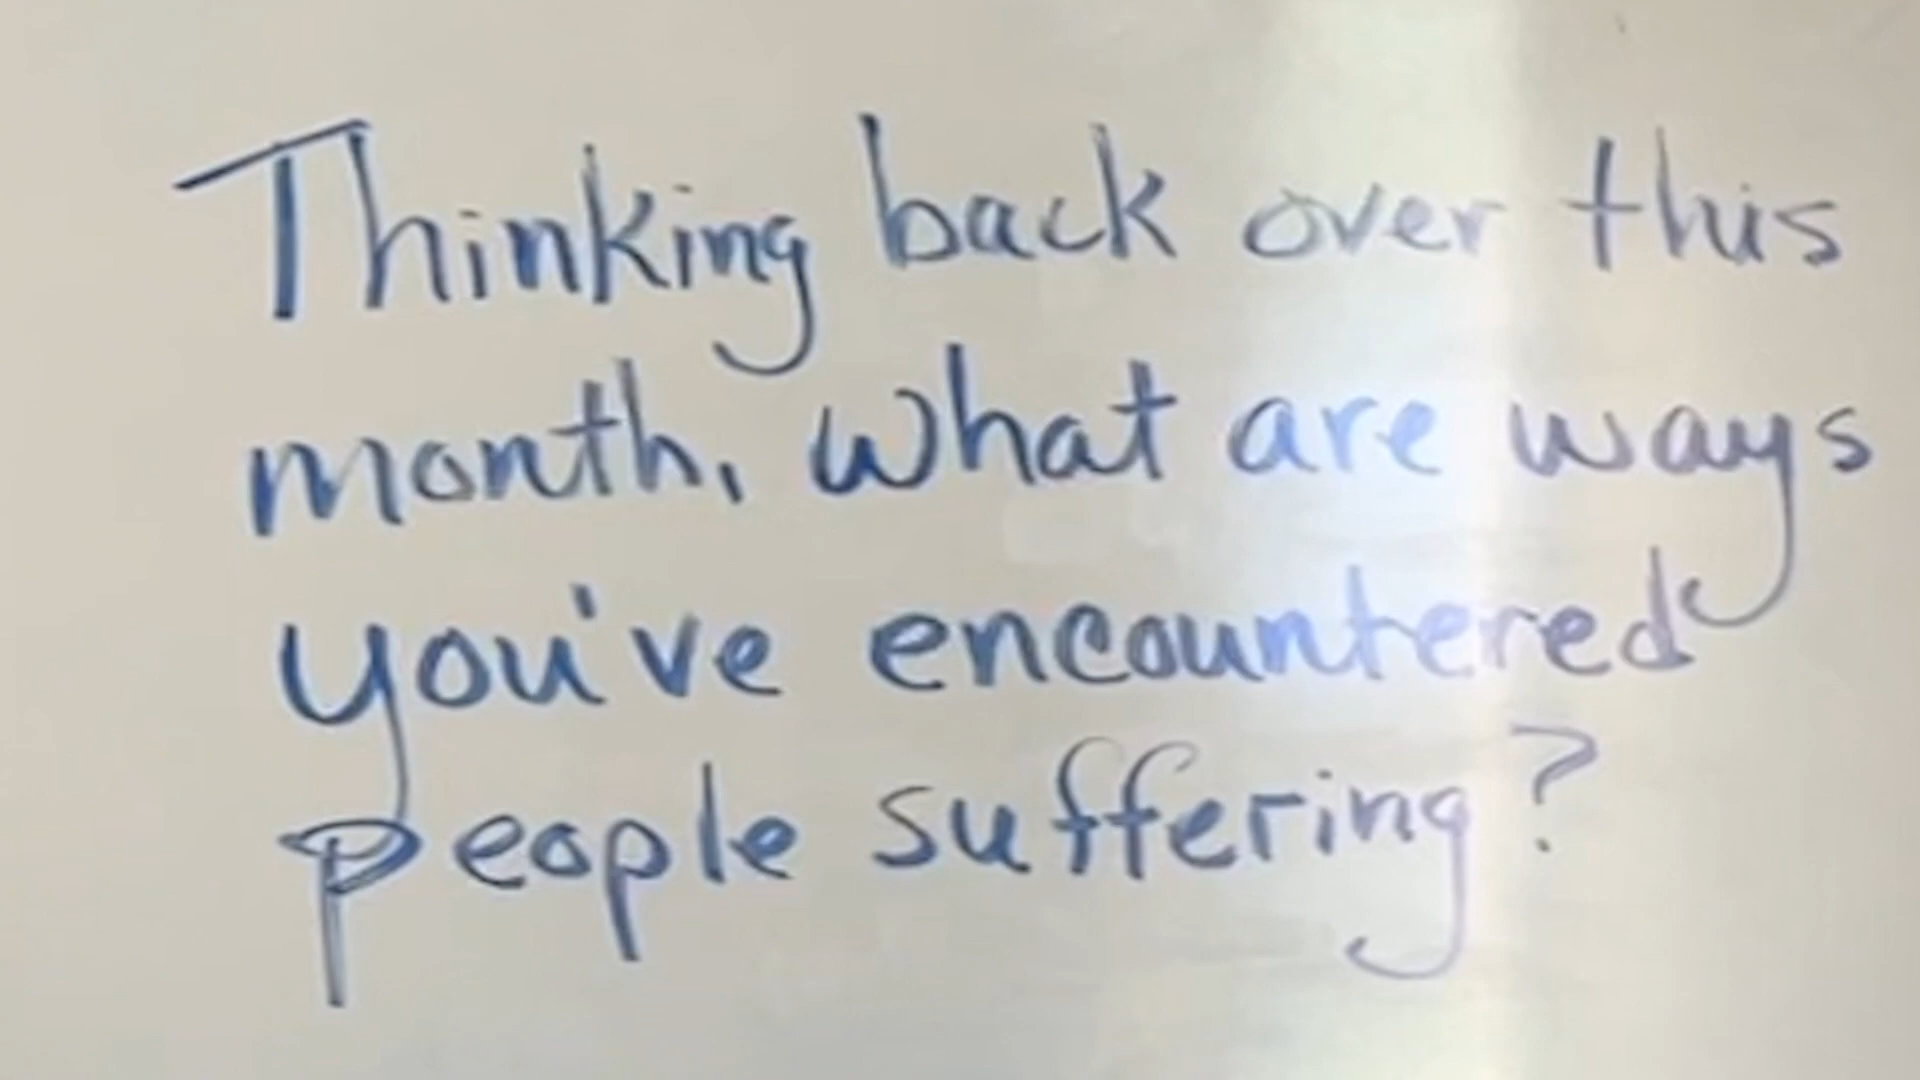 Thinking back over this
month, what are ways
you've encountered
people suffering?